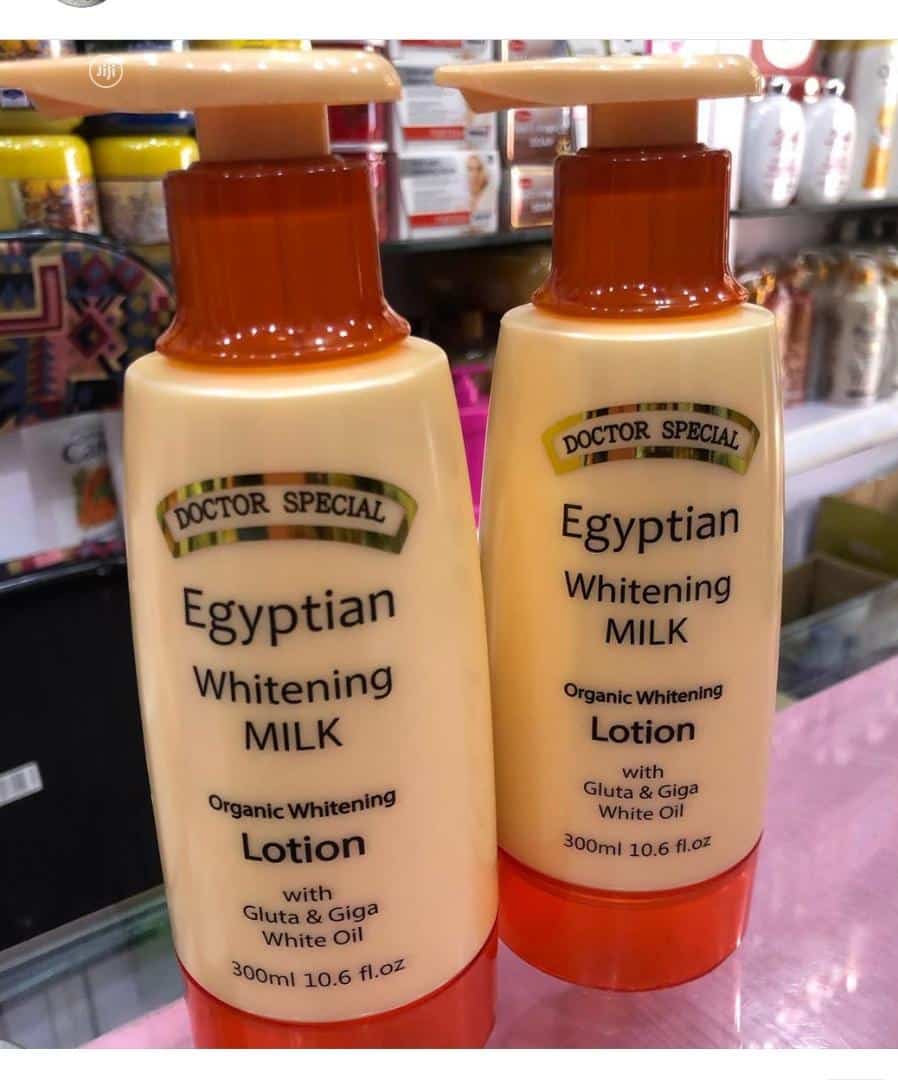 Jiji
DOCTOR SPECIAL
Egyptian
Whitening
MILK
Organic Whitening
Lotion
with
Gluta & Giga
White Oil
300ml 10.6 fl.oz
DOCTOR SPECIAL
Egyptian
Whitening
MILK
Organic Whitening
Lotion
with
Gluta & Giga
White Oil
300ml 10.6 fl.oz